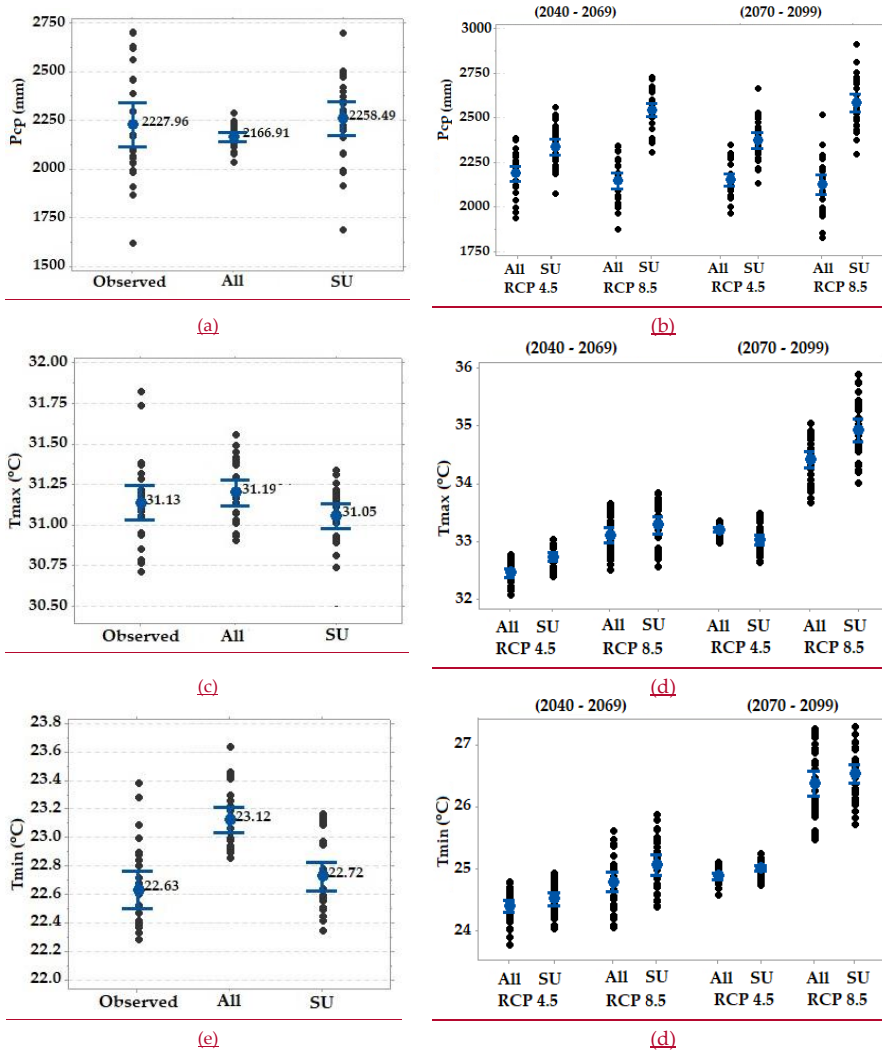 2750
2500
2250
2000
1750
1500
Pcp (mm)
2227.96
2166.91
2258.49
Observed All SU
(a)
(2040 - 2069) (2070 - 2099)
3000
2750
2500
2250
2000
1750
Pcp (mm)
All SU All SU All SU All SU
RCP 4.5 RCP 8.5 RCP 4.5 RCP 8.5
(b)
32.00
31.75
31.50
31.25
31.00
30.75
30.50
Tmax (°C)
31.13
31.19
31.05
Observed All SU
(c)
(2040 - 2069) (2070 - 2099)
36
35
34
33
32
Tmax (°C)
All SU All SU All SU All SU
RCP 4.5 RCP 8.5 RCP 4.5 RCP 8.5
(d)
23.8
23.6
23.4
23.2
23.0
22.8
22.6
22.4
22.2
22.0
Tmin (°C)
22.63
23.12
22.72
Observed All SU
(e)
(2040 - 2069) (2070 - 2099)
27
26
25
24
Tmin (°C)
All SU All SU All SU All SU
RCP 4.5 RCP 8.5 RCP 4.5 RCP 8.5
(d)